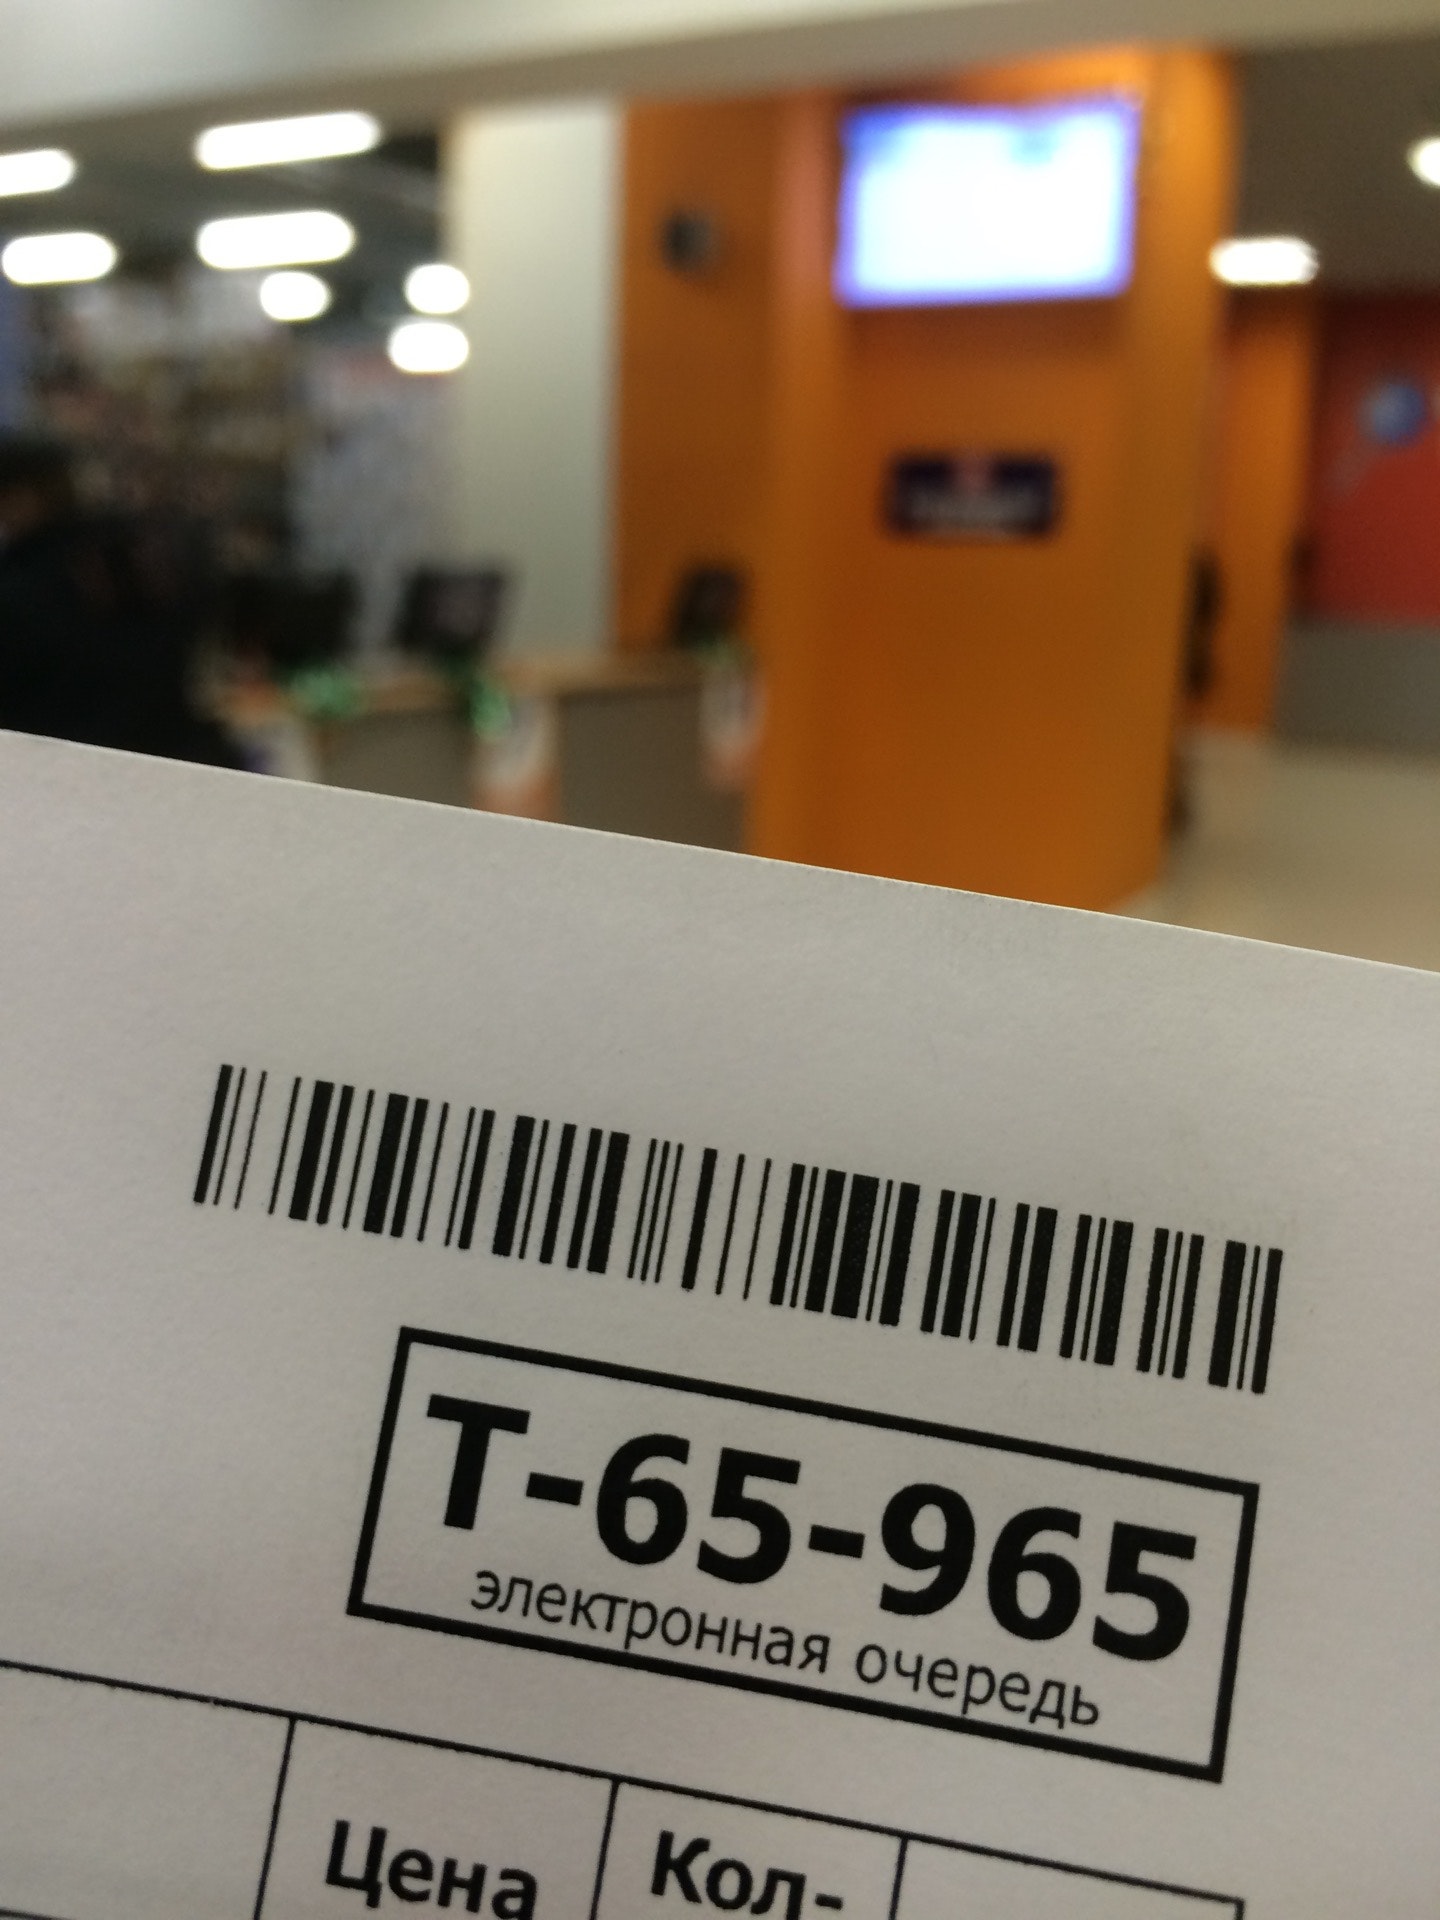 Т-65-965
электронная очередь
Цена
Кол-